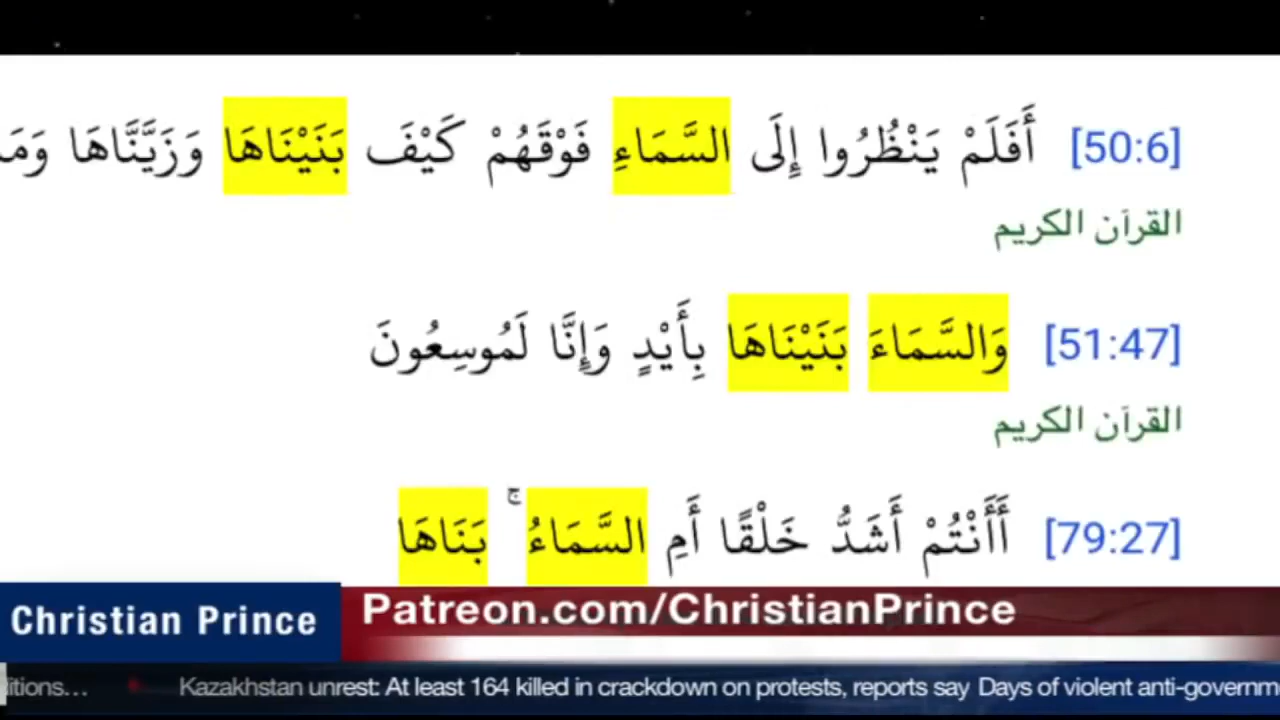 [50:6] أَفَلَمْ يَنْظُرُوا إِلَى السَّمَاءِ فَوْقَهُمْ كَيْفَ بَنَيْنَاهَا وَزَيَّنَّاهَا
القرآن الكريم
[51:47] وَالسَّمَاءَ بَنَيْنَاهَا بِأَيْدٍ وَإِنَّا لَمُوسِعُونَ
القرآن الكريم
[79:27] أَأَنْتُمْ أَشَدُّ خَلْقًا أَمِ السَّمَاءُ ۚ بَنَاهَا
Christian Prince
Patreon.com/ChristianPrince
itions... Kazakhstan unrest: At least 164 killed in crackdown on protests, reports say Days of violent anti-governm